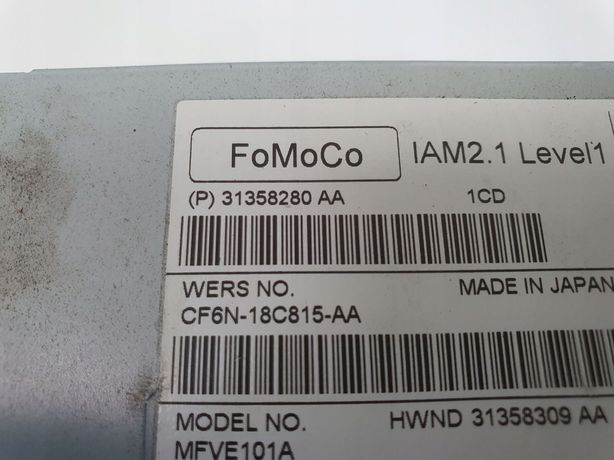 FoMoCo IAM2.1 Level1
(P) 31358280 AA 1CD
WERS NO. MADE IN JAPAN
CF6N-18C815-AA
MODEL NO. HWND 31358309 AA
MFVE101A